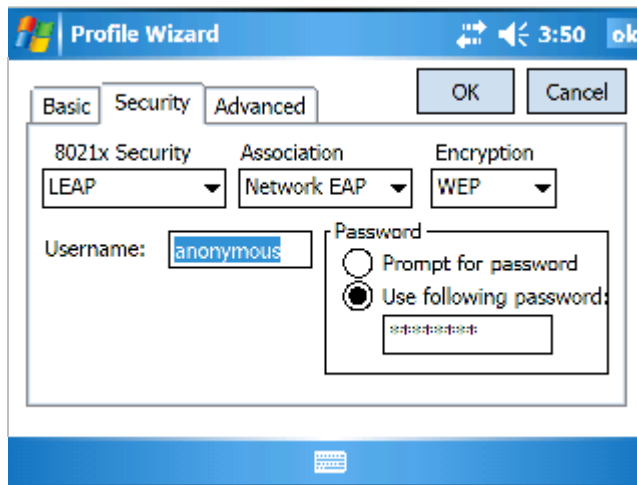 Profile Wizard 3:50 ok
OK Cancel
Basic Security Advanced
8021x Security Association Encryption
LEAP Network EAP WEP
Username: anonymous
Password
Prompt for password
Use following password:
********